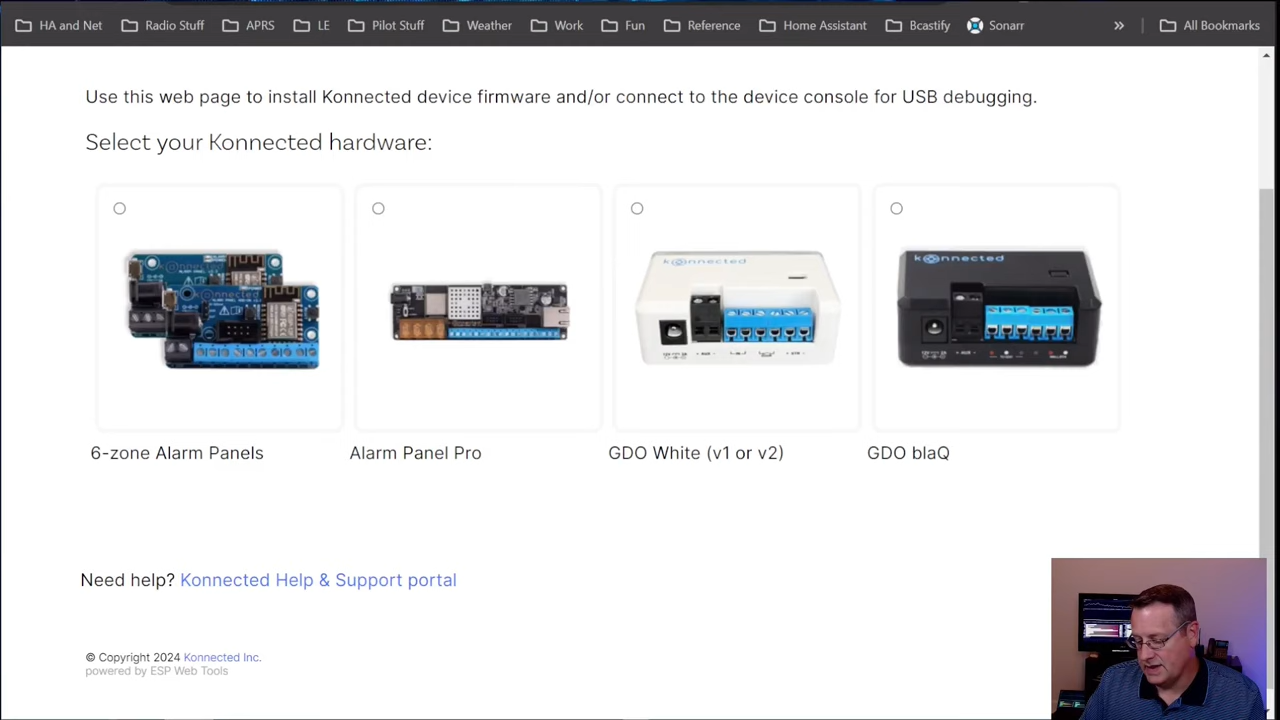 HA and Net
Radio Stuff
APRS
LE
Pilot Stuff
Weather
Work
Fun
Reference
Home Assistant
Bcastify
Sonarr
»
All Bookmarks
Use this web page to install Konnected device firmware and/or connect to the device console for USB debugging.
Select your Konnected hardware:
konnected
konnected
6-zone Alarm Panels
Alarm Panel Pro
GDO White (v1 or v2)
GDO blaQ
Need help? Konnected Help & Support portal
© Copyright 2024 Konnected Inc.
powered by ESP Web Tools